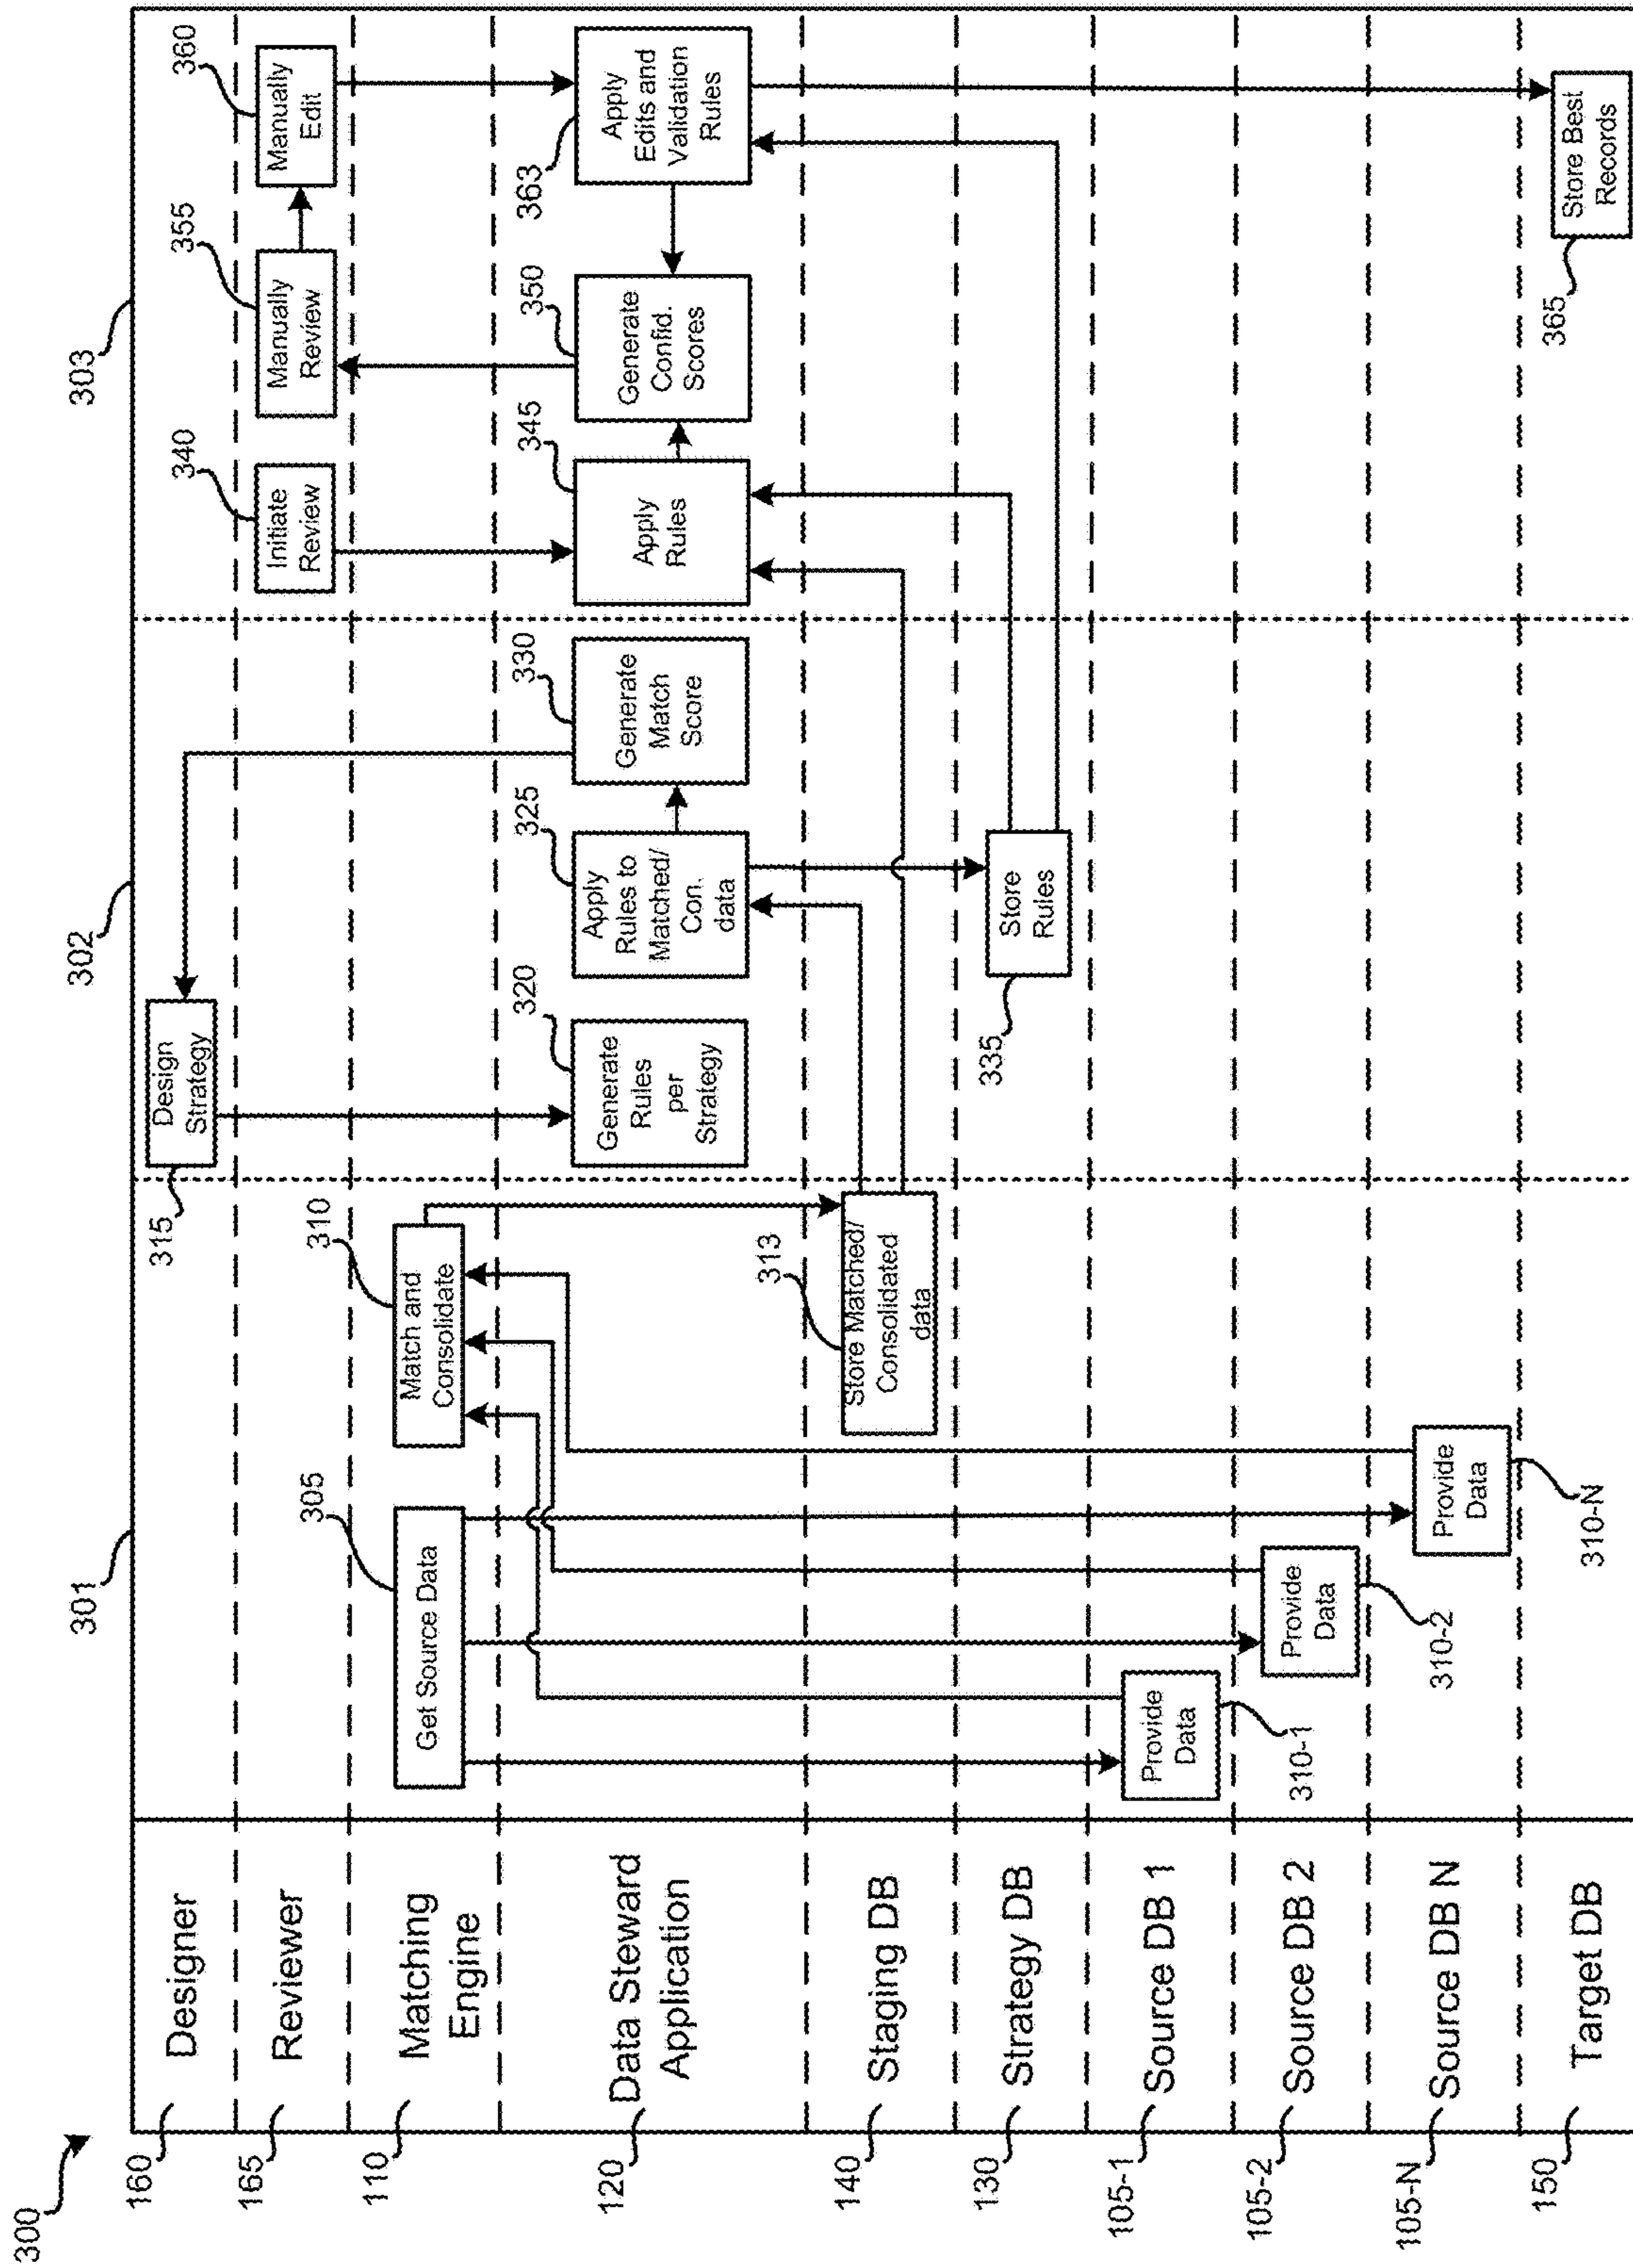 300
301
302
303
160
Designer
315
Design
Strategy
165
Reviewer
340
Initiate
Review
355
Manually
Review
360
Manually
Edit
110
Matching
Engine
305
Get Source Data
310
Match and
Consolidate
120
Data Steward
Application
320
Generate
Rules
per
Strategy
325
Apply
Rules to
Matched/
Con.
data
330
Generate
Match
Score
345
Apply
Rules
350
Generate
Confid.
Scores
363
Apply
Edits and
Validation
Rules
140
Staging DB
313
Store Matched/
Consolidated
data
130
Strategy DB
335
Store
Rules
105-1
Source DB 1
Provide
Data
310-1
105-2
Source DB 2
Provide
Data
310-2
105-N
Source DB N
Provide
Data
310-N
150
Target DB
365
Store Best
Records